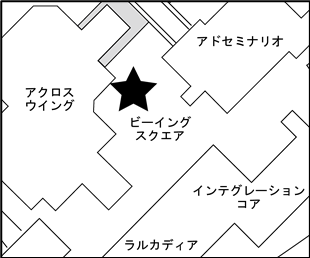 アドセミナリオ
アクロス
ウイング
ビーイング
スクエア
インテグレーション
コア
ラルカディア